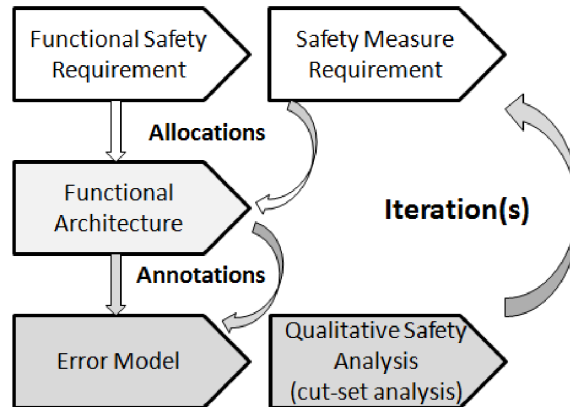 Functional Safety
Requirement
Safety Measure
Requirement
Allocations
Functional
Architecture
Iteration(s)
Annotations
Error Model
Qualitative Safety
Analysis
(cut-set analysis)